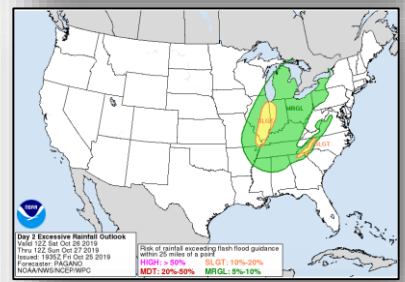 SLGT
MRGL
SLGT
NOAA
Day 2 Excessive Rainfall Outlook
Valid 12Z Sat Oct 26 2019
Thru 12Z Sun Oct 27 2019
Issued: 1935Z Fri Oct 25 2019
Forecaster: PAGANO
NOAA/NWS/NCEP/WPC
Risk of rainfall exceeding flash flood guidance
within 25 miles of a point
HIGH: > 50% SLGT: 10%-20%
MDT: 20%-50% MRGL: 5%-10%